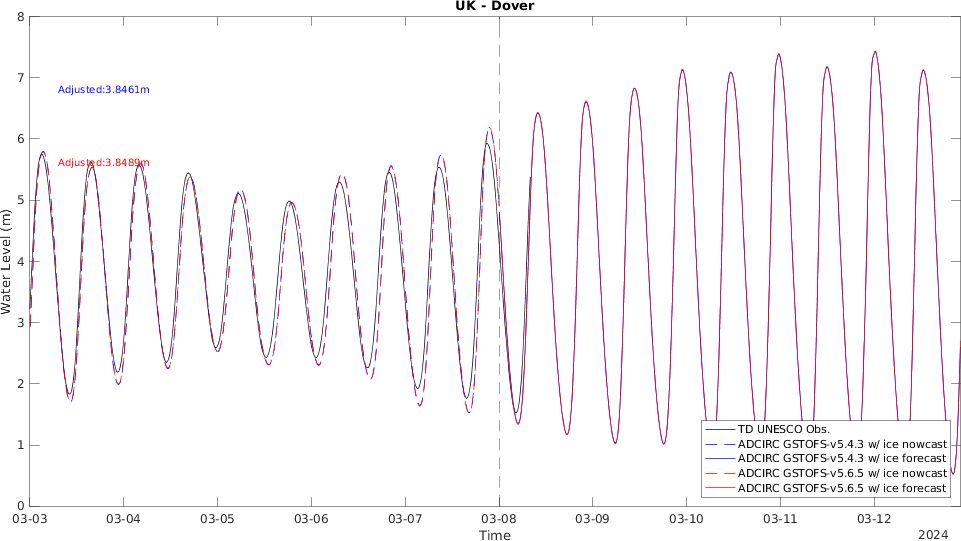 UK - Dover
8
7
6
5
4
3
2
1
0
Water Level (m)
Adjusted:3.8461m
Adjusted:3.8489m
TD UNESCO Obs.
ADCIRC GSTOFS-v5.4.3 w/ ice nowcast
ADCIRC GSTOFS-v5.4.3 w/ ice forecast
ADCIRC GSTOFS-v5.6.5 w/ ice nowcast
ADCIRC GSTOFS-v5.6.5 w/ ice forecast
03-03 03-04 03-05 03-06 03-07 03-08 03-09 03-10 03-11 03-12
Time
2024